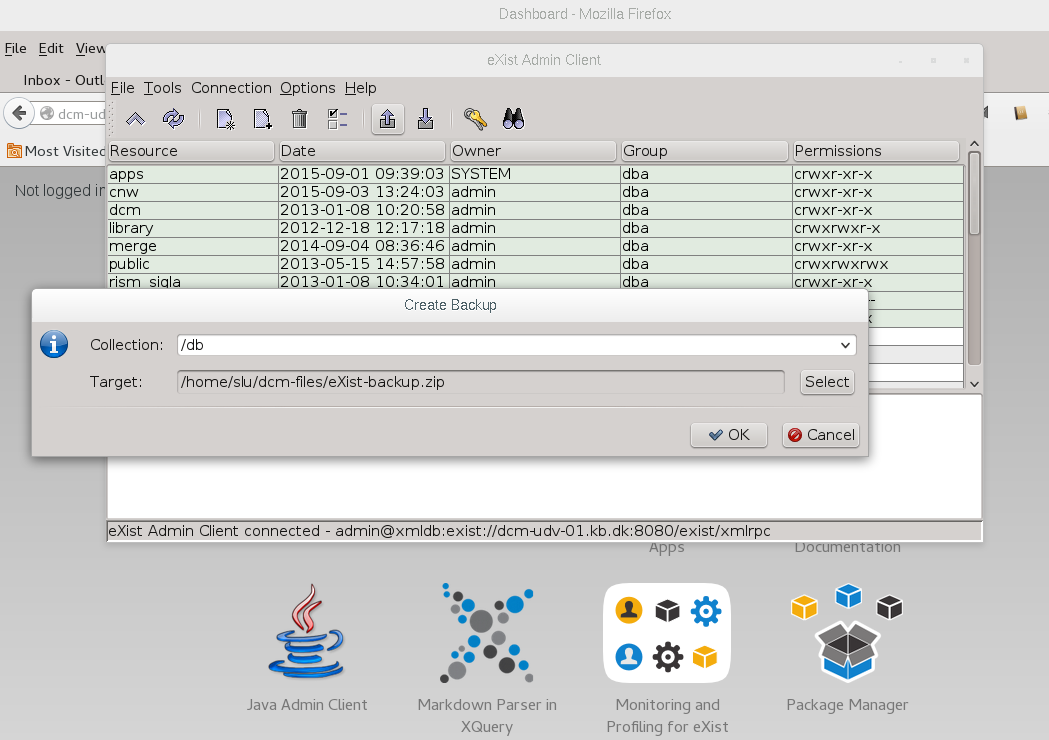 Dashboard - Mozilla Firefox
File Edit View
eXist Admin Client
Inbox - Outl
File Tools Connection Options Help
dcm-ud
Most Visited
Resource Date Owner Group Permissions
Not logged in
apps 2015-09-01 09:39:03 SYSTEM dba crwxr-xr-x
cnw 2015-09-03 13:24:03 admin dba crwxr-xr-x
dcm 2013-01-08 10:20:58 admin dba crwxr-xr-x
library 2012-12-18 12:17:18 admin dba crwxrwxr-x
merge 2014-09-04 08:36:46 admin dba crwxr-xr-x
public 2013-05-15 14:57:58 admin dba crwxrwxrwx
rism_sigla 2013-01-08 10:34:01 admin dba crwxr-xr-x
Create Backup
Collection: /db
Target: /home/slu/dcm-files/eXist-backup.zip Select
OK Cancel
eXist Admin Client connected - admin@xmldb:exist://dcm-udv-01.kb.dk:8080/exist/xmlrpc
Apps Documentation
Java Admin Client
Markdown Parser in
XQuery
Monitoring and
Profiling for eXist
Package Manager